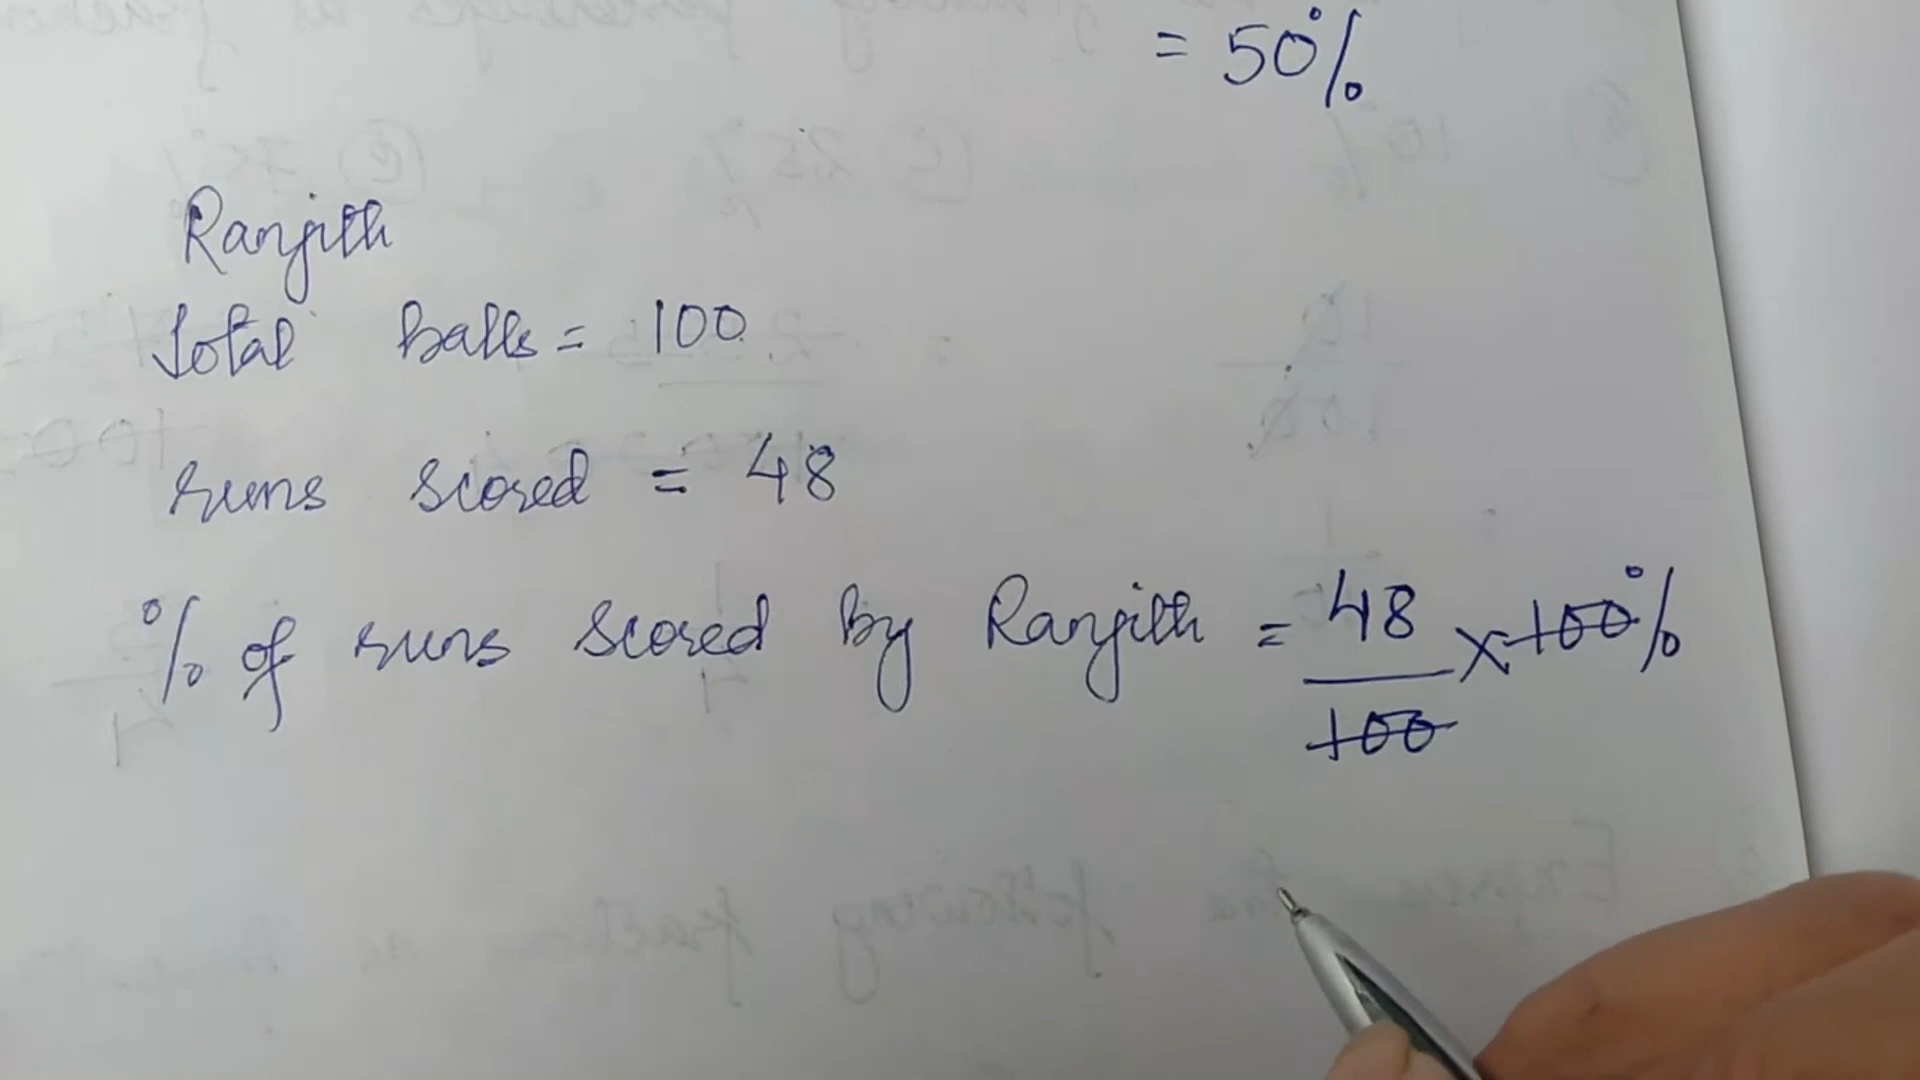 = 50%
Ranjith
Total balls = 100
runs scored = 48
% of runs scored by Ranjith = 48/100 × 100%